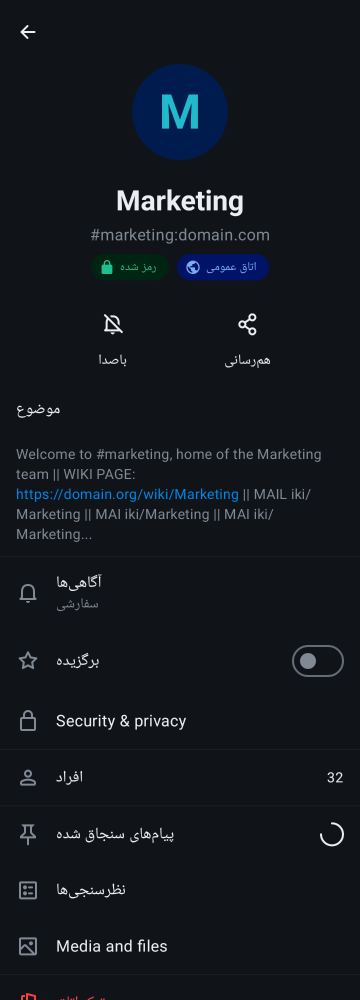 M
Marketing
#marketing:domain.com
رمز شده
اتاق عمومی
باصدا
هم‌رسانی
موضوع
Welcome to #marketing, home of the Marketing
team || WIKI PAGE:
https://domain.org/wiki/Marketing || MAIL iki/
Marketing || MAI iki/Marketing || MAI iki/
Marketing...
آگاهی‌ها
سفارشی
برگزیده
Security & privacy
افراد
32
پیام‌های سنجاق شده
نظرسنجی‌ها
Media and files